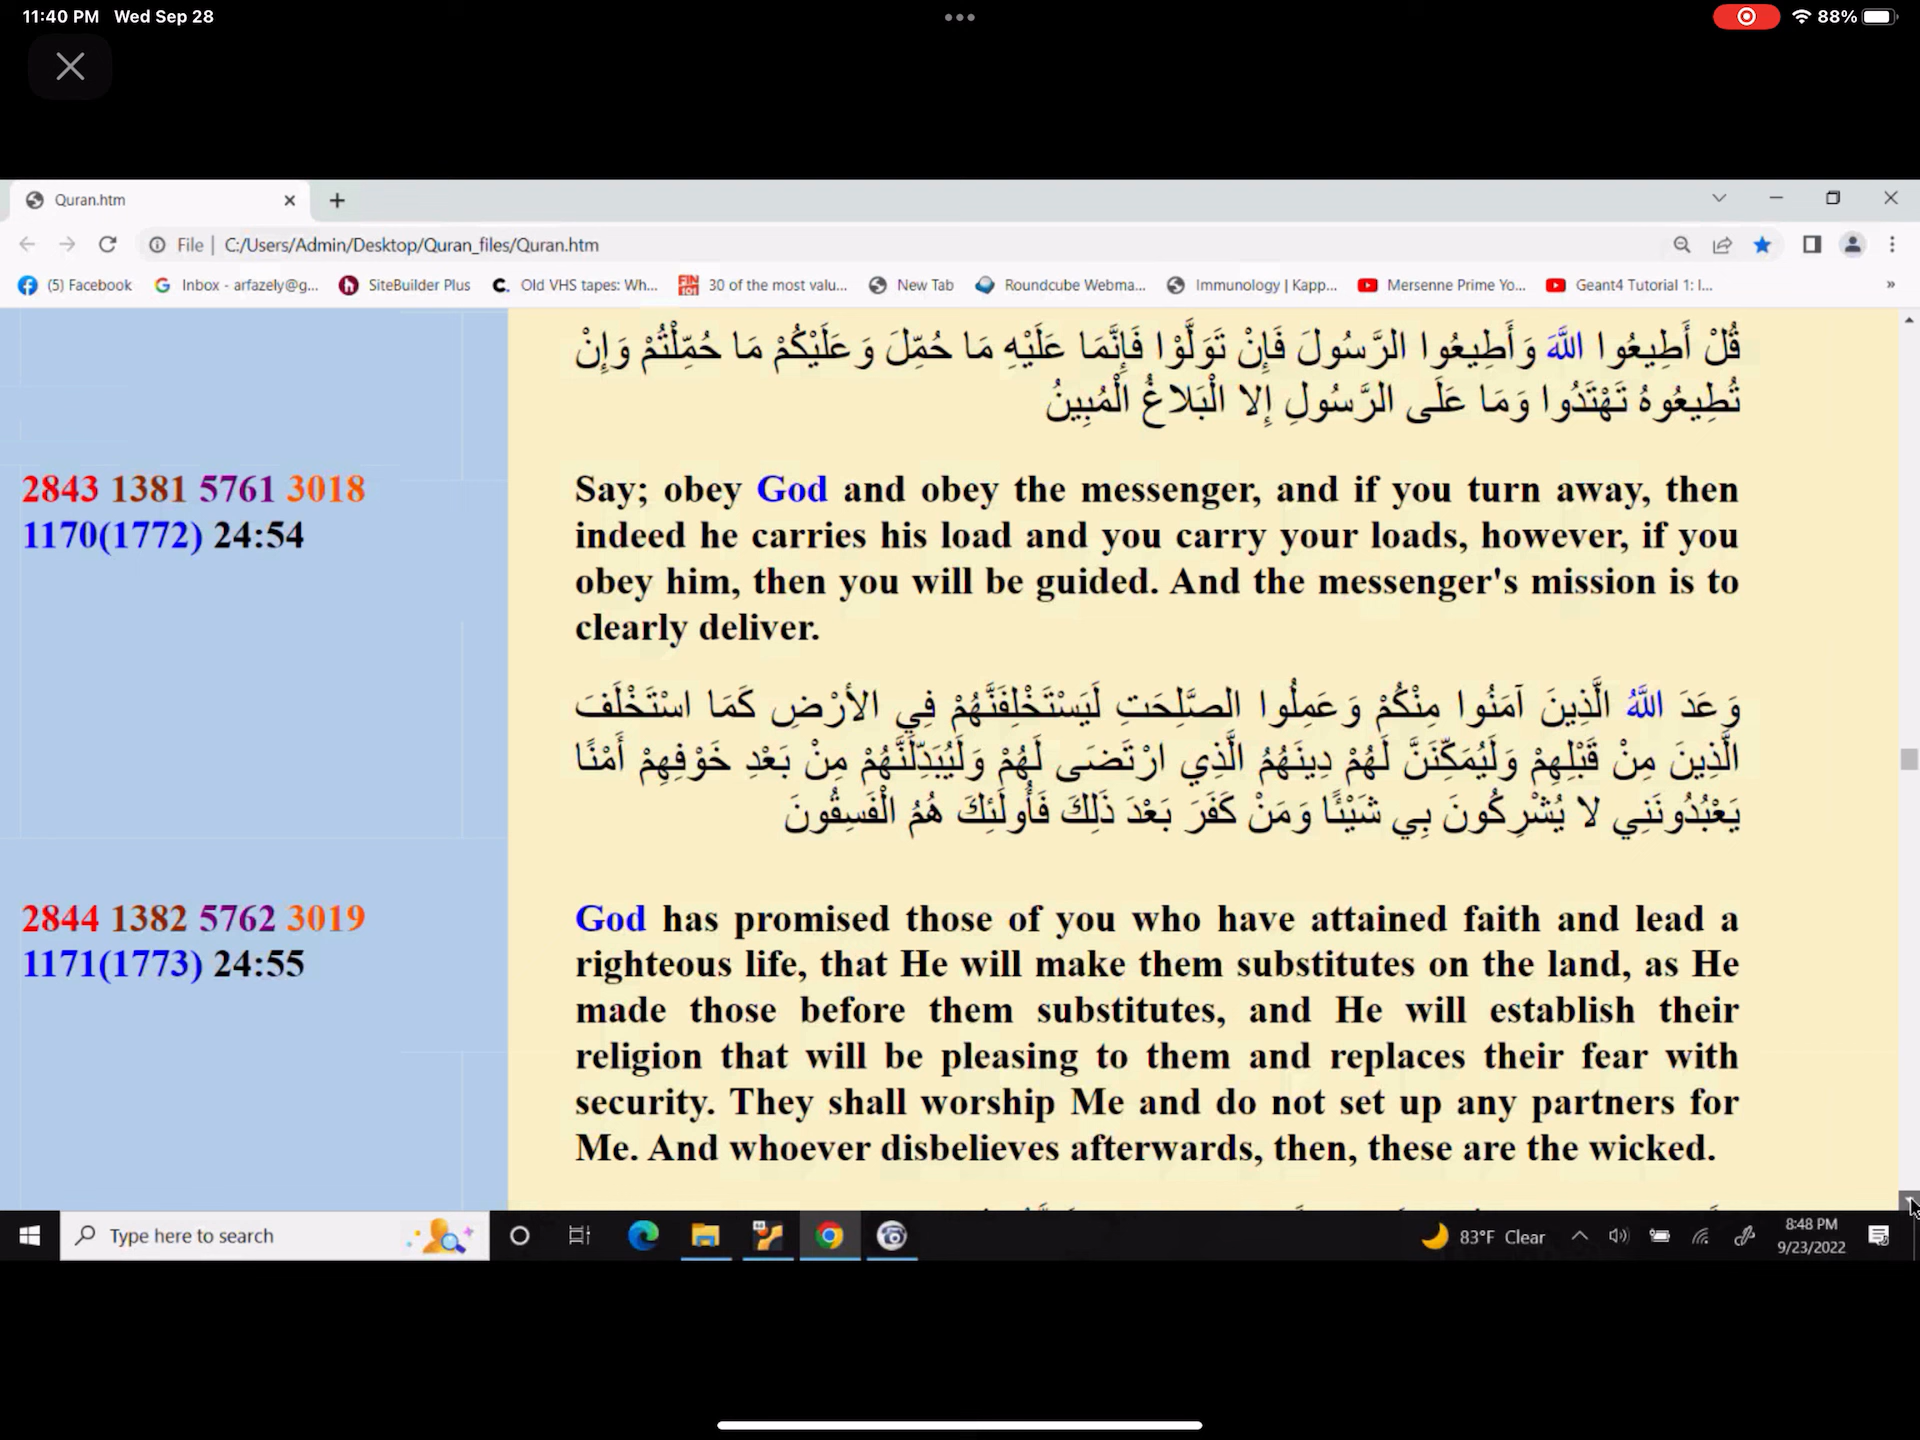 11:40 PM Wed Sep 28
88%
Quran.htm
File | C:/Users/Admin/Desktop/Quran_files/Quran.htm
(5) Facebook
Inbox - arfazely@g...
SiteBuilder Plus
Old VHS tapes: Wh...
FIN 101
30 of the most valu...
New Tab
Roundcube Webma...
Immunology | Kapp...
Mersenne Prime Yo...
Geant4 Tutorial 1: I...
»
قُلْ أَطِيعُوا اللَّهَ وَأَطِيعُوا الرَّسُولَ فَإِنْ تَوَلَّوْا فَإِنَّمَا عَلَيْهِ مَا حُمِّلَ وَعَلَيْكُمْ مَا حُمِّلْتُمْ وَإِنْ
تُطِيعُوهُ تَهْتَدُوا وَمَا عَلَى الرَّسُولِ إِلا الْبَلاغُ الْمُبِينُ
2843 1381 5761 3018
1170(1772) 24:54
Say; obey God and obey the messenger, and if you turn away, then
indeed he carries his load and you carry your loads, however, if you
obey him, then you will be guided. And the messenger's mission is to
clearly deliver.
وَعَدَ اللَّهُ الَّذِينَ آمَنُوا مِنْكُمْ وَعَمِلُوا الصَّلِحَتِ لَيَسْتَخْلِفَنَّهُمْ فِي الأَرْضِ كَمَا اسْتَخْلَفَ
الَّذِينَ مِنْ قَبْلِهِمْ وَلَيُمَكِّنَنَّ لَهُمْ دِينَهُمُ الَّذِي ارْتَضَى لَهُمْ وَلَيُبَدِّلَنَّهُمْ مِنْ بَعْدِ خَوْفِهِمْ أَمْنًا
يَعْبُدُونَنِي لا يُشْرِكُونَ بِي شَيْئًا وَمَنْ كَفَرَ بَعْدَ ذَلِكَ فَأُولَئِكَ هُمُ الْفَسِقُونَ
2844 1382 5762 3019
1171(1773) 24:55
God has promised those of you who have attained faith and lead a
righteous life, that He will make them substitutes on the land, as He
made those before them substitutes, and He will establish their
religion that will be pleasing to them and replaces their fear with
security. They shall worship Me and do not set up any partners for
Me. And whoever disbelieves afterwards, then, these are the wicked.
Type here to search
83°F Clear
8:48 PM
9/23/2022